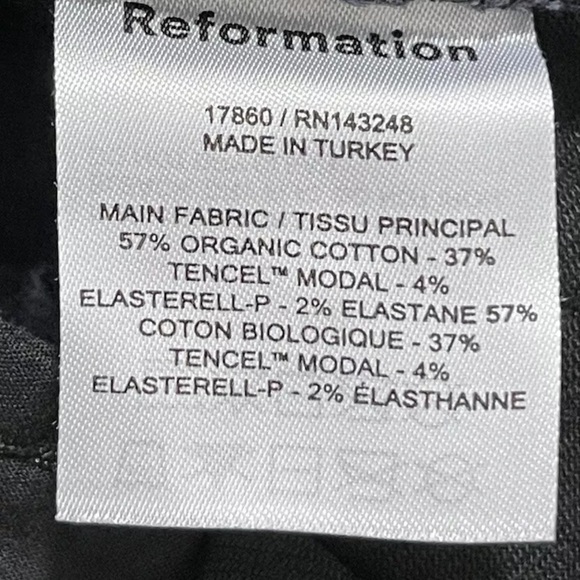 Reformation
17860 / RN143248
MADE IN TURKEY
MAIN FABRIC / TISSU PRINCIPAL
57% ORGANIC COTTON - 37%
TENCEL™ MODAL - 4%
ELASTERELL-P - 2% ELASTANE 57%
COTON BIOLOGIQUE - 37%
TENCEL™ MODAL - 4%
ELASTERELL-P - 2% ÉLASTHANNE